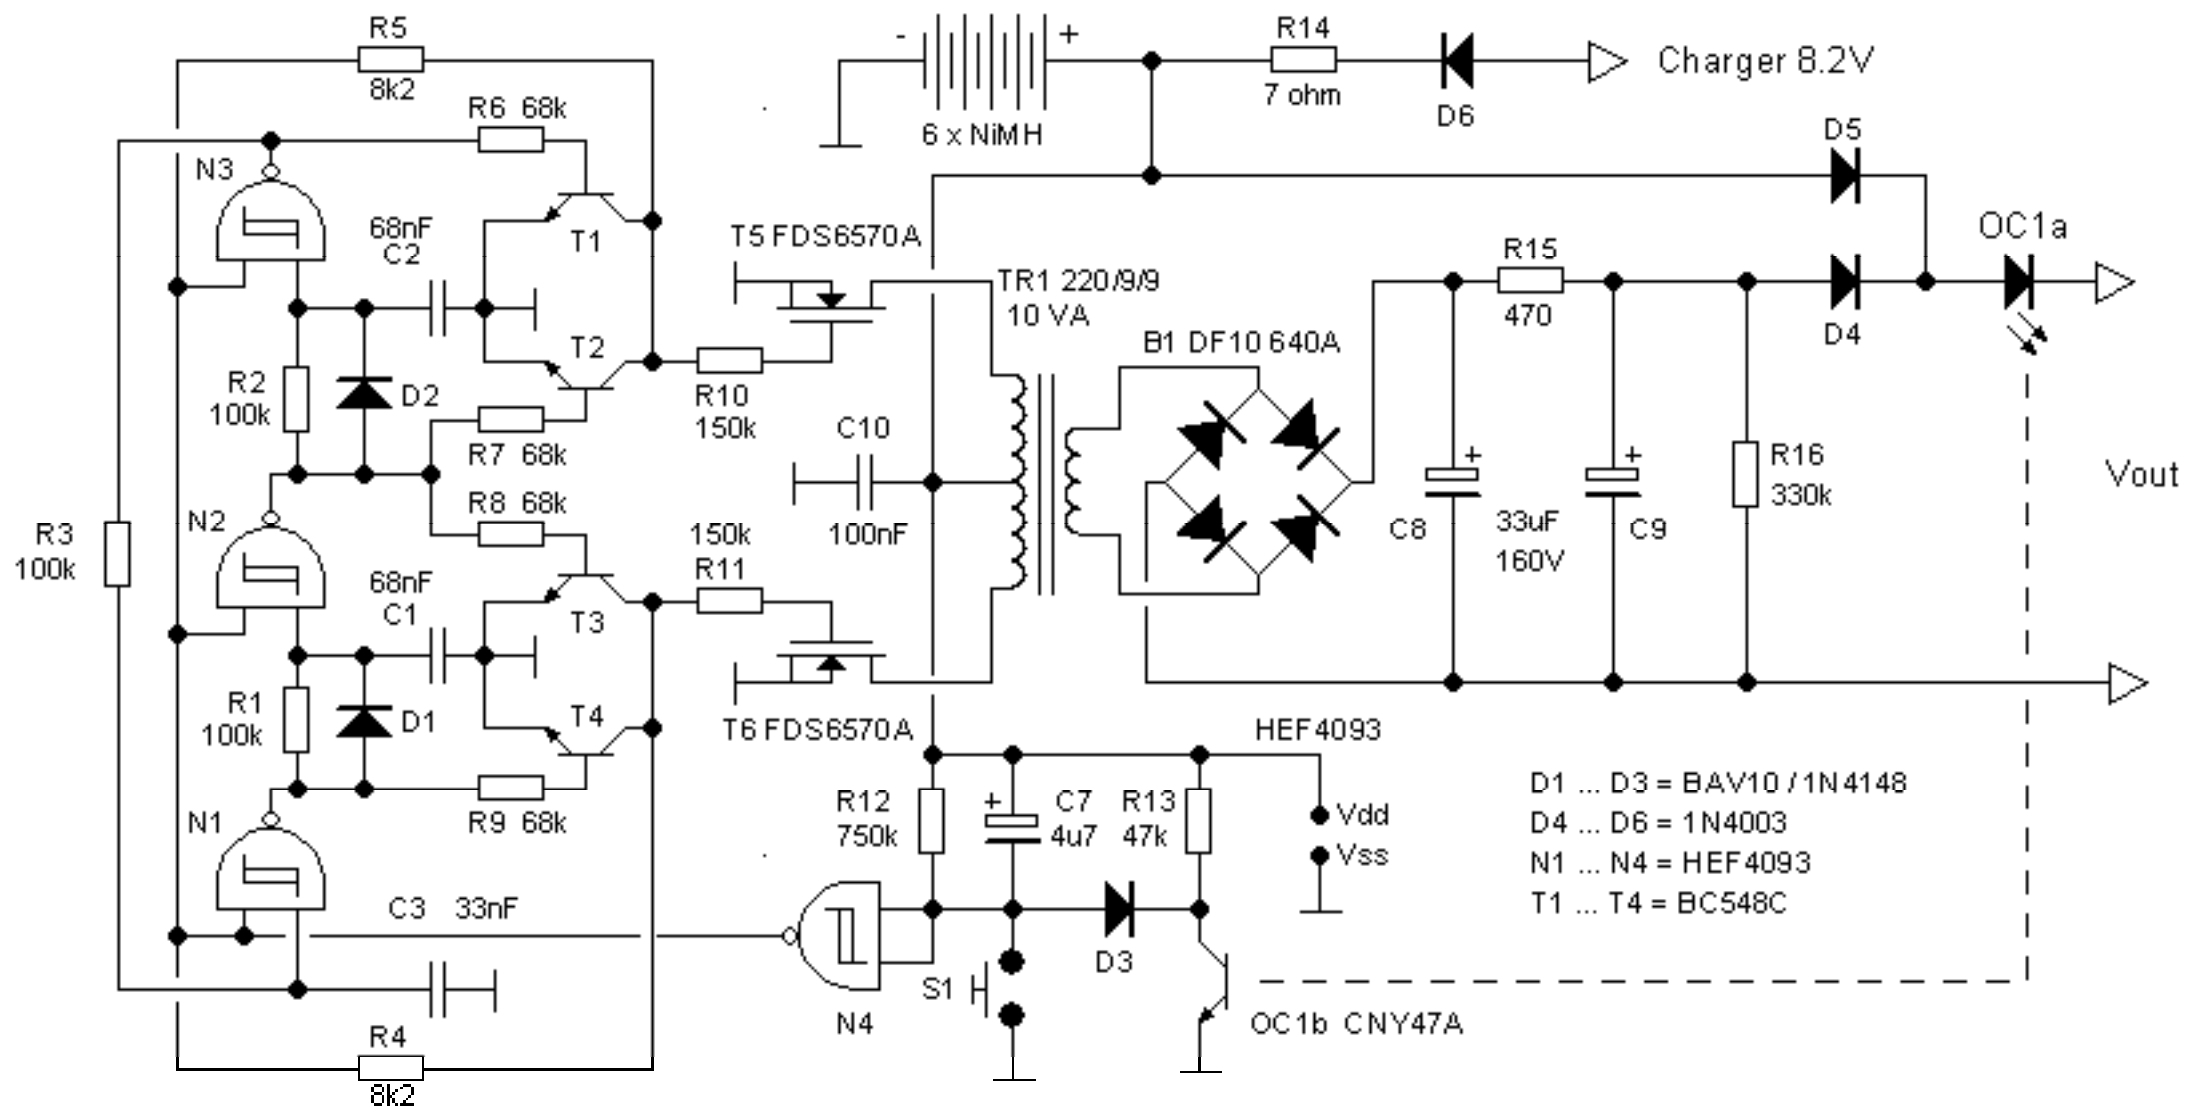 R5
8k2
R6 68k
N3
68nF
C2
T1
T2
R2
100k
D2
R7 68k
R8 68k
R3
100k
N2
68nF
C1
T3
R1
100k
D1
T4
N1
R9 68k
C3 33nF
R4
8k2
- +
6 x NiMH
R14
7 ohm
D6
Charger 8.2V
D5
T5 FDS6570A
TR1 220/9/9
10 VA
R10
150k
C10
100nF
150k
R11
T6 FDS6570A
B1 DF10 640A
R15
470
D4
OC1a
+
C8
33uF
160V
+
C9
R16
330k
Vout
HEF4093
R12
750k
+
C7
4u7
R13
47k
Vdd
Vss
D3
S1
N4
OC1b CNY47A
D1 ... D3 = BAV10 / 1N4148
D4 ... D6 = 1N4003
N1 ... N4 = HEF4093
T1 ... T4 = BC548C